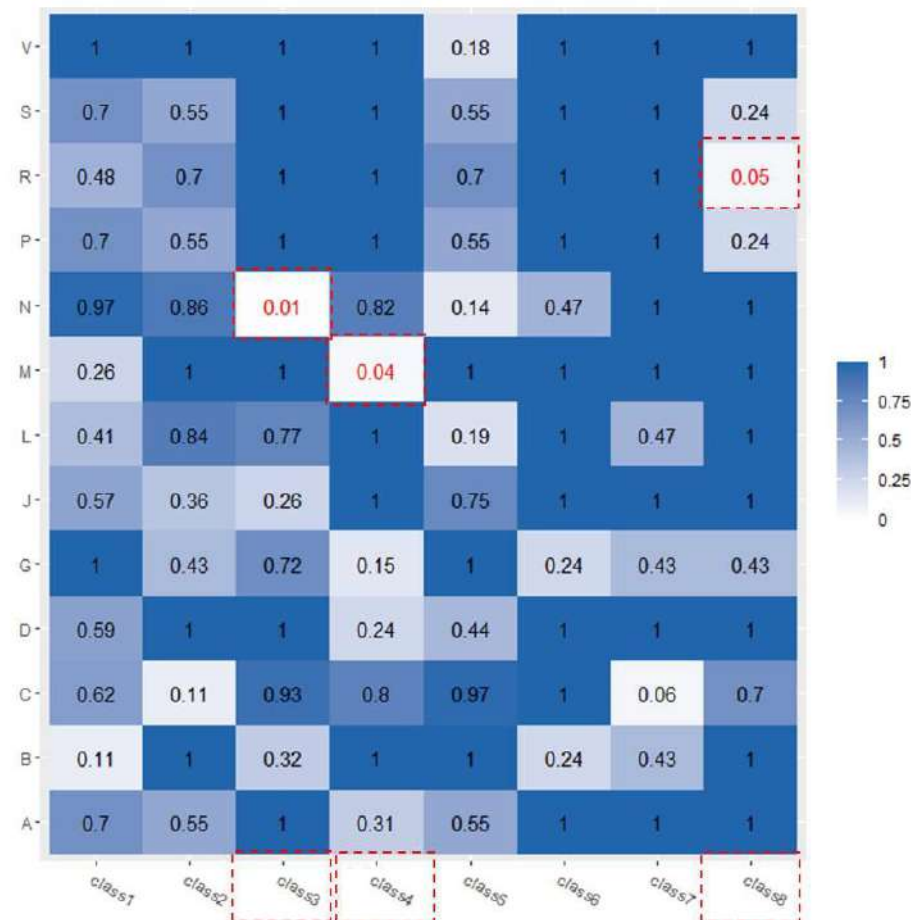 V 1 1 1 1 0.18 1 1 1
S 0.7 0.55 1 1 0.55 1 1 0.24
R 0.48 0.7 1 1 0.7 1 1 0.05
P 0.7 0.55 1 1 0.55 1 1 0.24
N 0.97 0.86 0.01 0.82 0.14 0.47 1 1
M 0.26 1 1 0.04 1 1 1 1
L 0.41 0.84 0.77 1 0.19 1 0.47 1
J 0.57 0.36 0.26 1 0.75 1 1 1
G 1 0.43 0.72 0.15 1 0.24 0.43 0.43
D 0.59 1 1 0.24 0.44 1 1 1
C 0.62 0.11 0.93 0.8 0.97 1 0.06 0.7
B 0.11 1 0.32 1 1 0.24 0.43 1
A 0.7 0.55 1 0.31 0.55 1 1 1
class1 class2 class3 class4 class5 class6 class7 class8
1
0.75
0.5
0.25
0